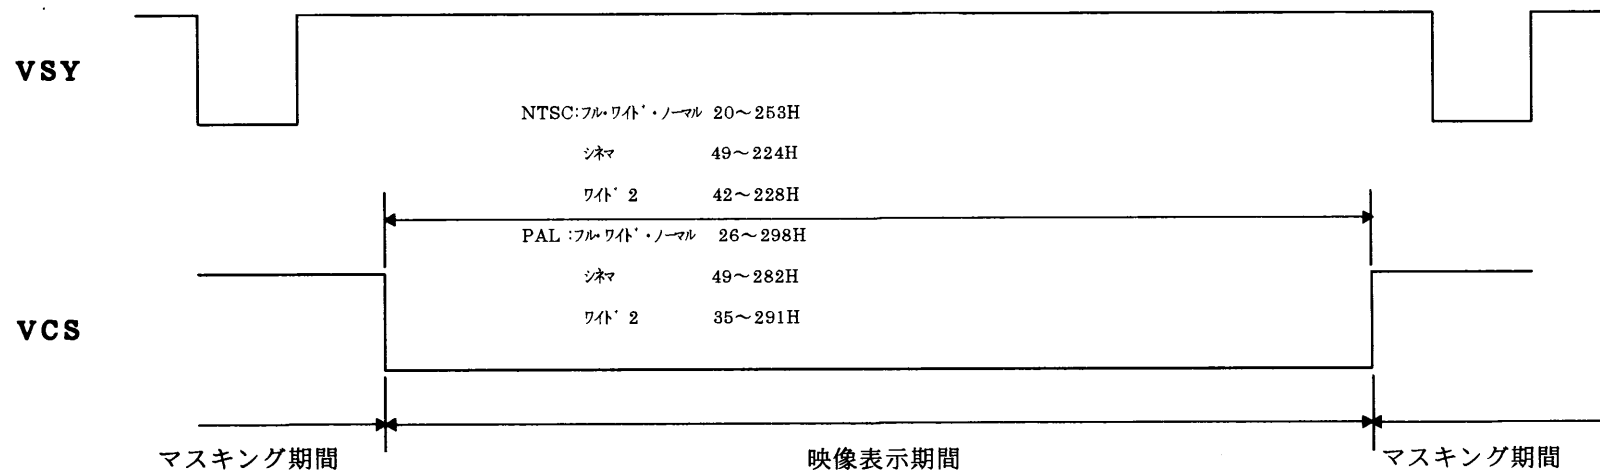 VSY
NTSC:フル・ワイド・ノーマル 20～253H
シネマ 49～224H
ワイド2 42～228H
PAL :フル・ワイド・ノーマル 26～298H
シネマ 49～282H
ワイド2 35～291H
VCS
マスキング期間 映像表示期間 マスキング期間